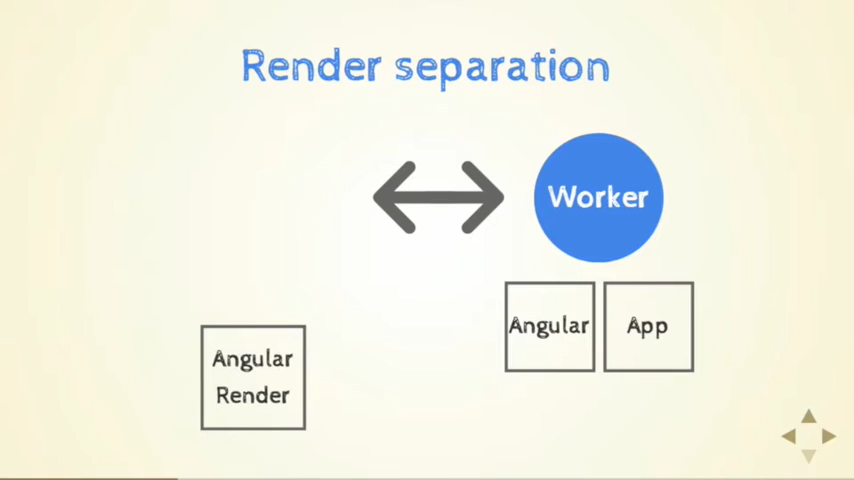 Render separation
Worker
Angular
App
Angular
Render